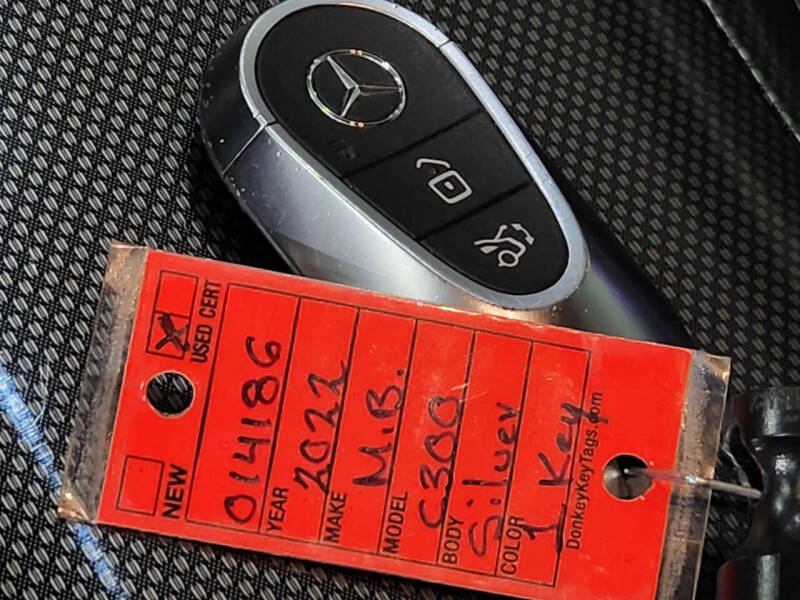 NEW
USED CERT
014186
YEAR 2022
MAKE M.B.
MODEL C300
BODY Silver
COLOR 1 Key
DonkeyKeyTags.com